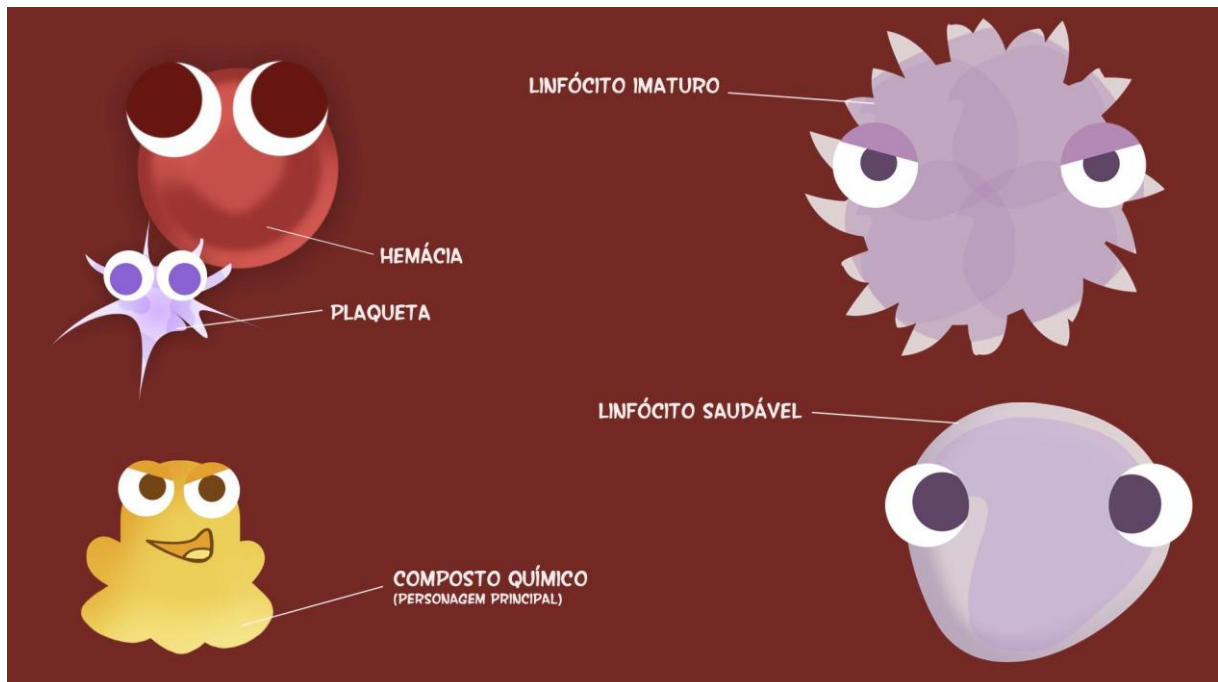 LINFÓCITO IMATURO
HEMÁCIA
PLAQUETA
LINFÓCITO SAUDÁVEL
COMPOSTO QUÍMICO
(PERSONAGEM PRINCIPAL)